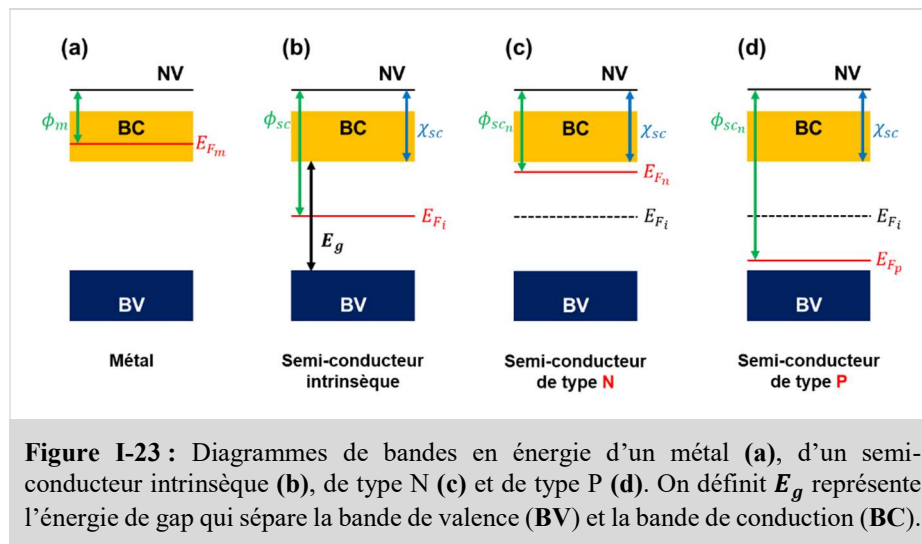 (a) (b) (c) (d)
NV NV NV NV
ϕm BC EFm
ϕsc BC χsc
ϕscn BC χsc
ϕscn BC χsc
EFn
EFi EFi EFi
Eg
EFp
BV BV BV BV
Métal
Semi-conducteur
intrinsèque
Semi-conducteur
de type N
Semi-conducteur
de type P
Figure I-23 : Diagrammes de bandes en énergie d’un métal (a), d’un semi-
conducteur intrinsèque (b), de type N (c) et de type P (d). On définit Eg représente
l’énergie de gap qui sépare la bande de valence (BV) et la bande de conduction (BC).